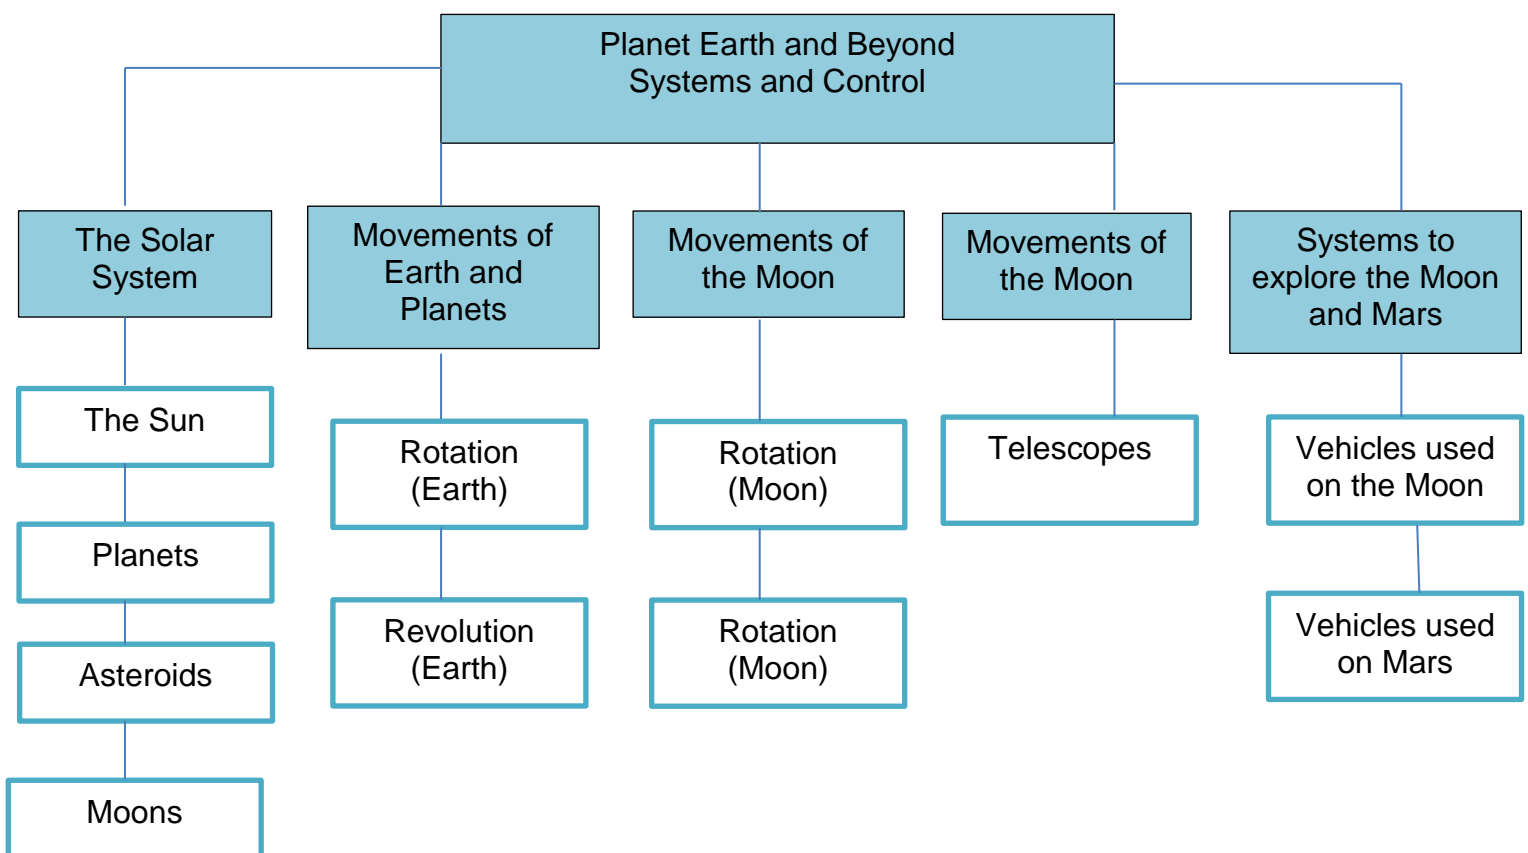 Planet Earth and Beyond
Systems and Control
The Solar
System
Movements of
Earth and
Planets
Movements of
the Moon
Movements of
the Moon
Systems to
explore the Moon
and Mars
The Sun
Planets
Asteroids
Moons
Rotation
(Earth)
Revolution
(Earth)
Rotation
(Moon)
Rotation
(Moon)
Telescopes
Vehicles used
on the Moon
Vehicles used
on Mars